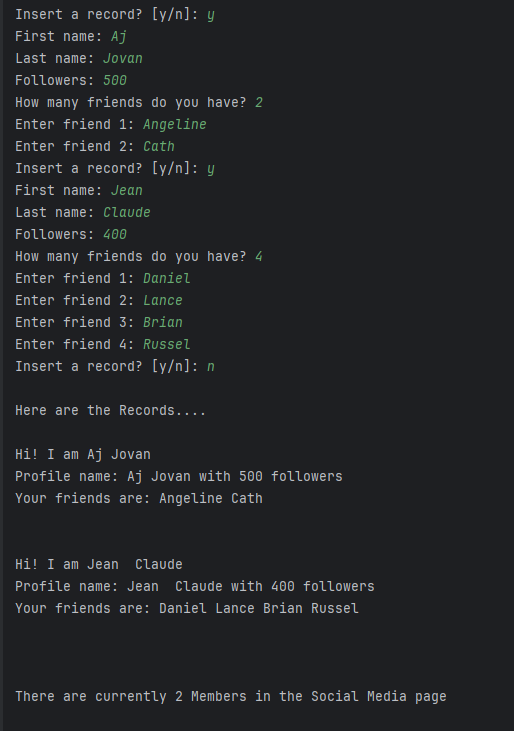 Insert a record? [y/n]: y
First name: Aj
Last name: Jovan
Followers: 500
How many friends do you have? 2
Enter friend 1: Angeline
Enter friend 2: Cath
Insert a record? [y/n]: y
First name: Jean
Last name: Claude
Followers: 400
How many friends do you have? 4
Enter friend 1: Daniel
Enter friend 2: Lance
Enter friend 3: Brian
Enter friend 4: Russel
Insert a record? [y/n]: n
Here are the Records....
Hi! I am Aj Jovan
Profile name: Aj Jovan with 500 followers
Your friends are: Angeline Cath
Hi! I am Jean  Claude
Profile name: Jean  Claude with 400 followers
Your friends are: Daniel Lance Brian Russel
There are currently 2 Members in the Social Media page